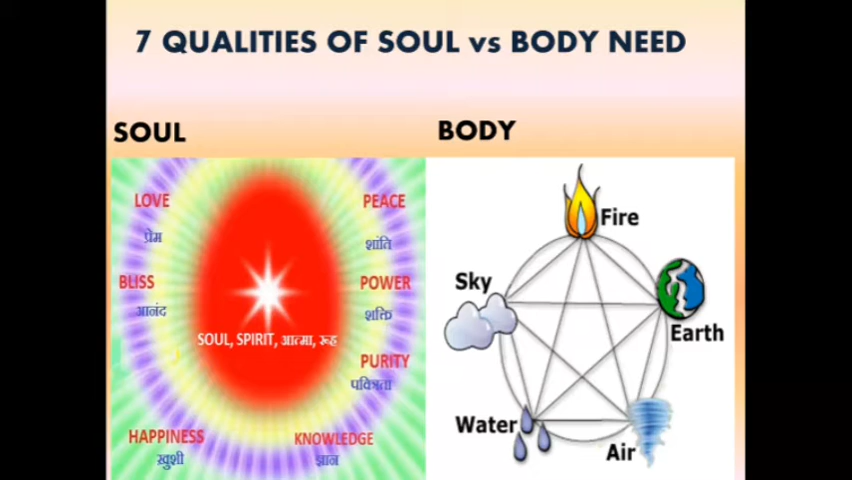 7 QUALITIES OF SOUL vs BODY NEED
SOUL
LOVE
प्रेम
PEACE
शांति
BLISS
आनंद
POWER
शक्ति
SOUL, SPIRIT, आत्मा, रूह
PURITY
पवित्रता
HAPPINESS
ख़ुशी
KNOWLEDGE
ज्ञान
BODY
Fire
Sky
Earth
Water
Air